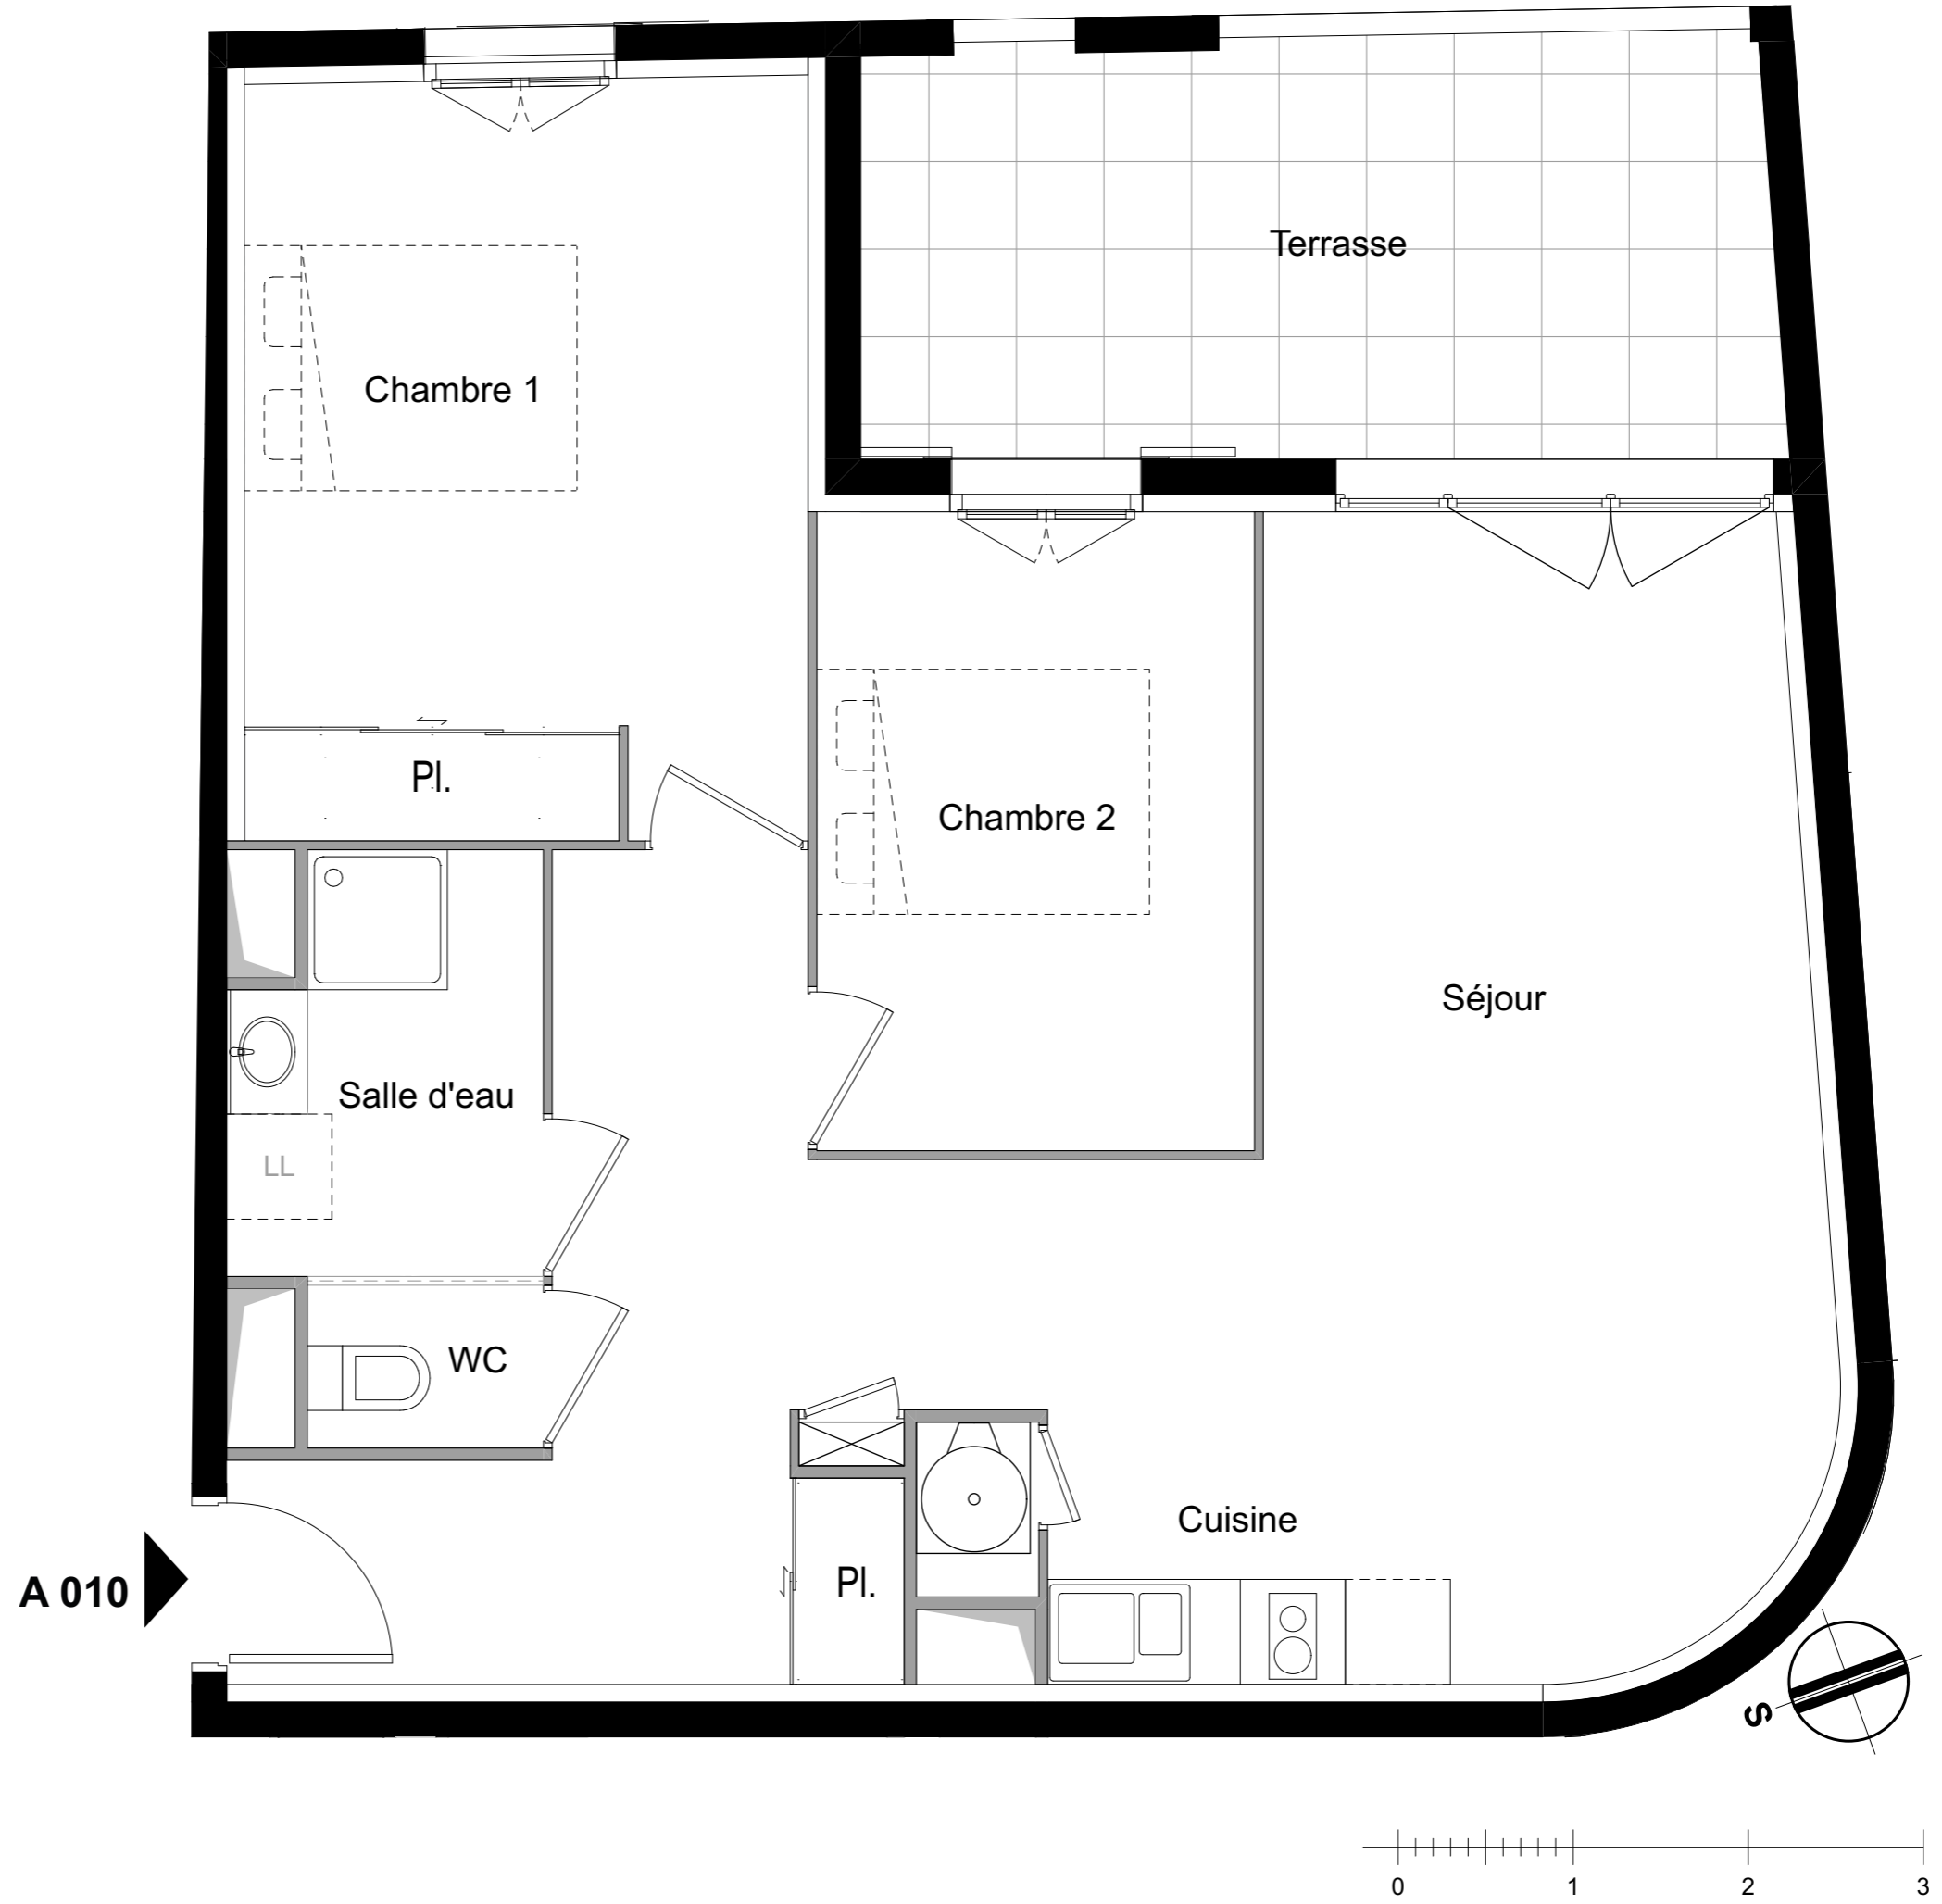 Terrasse
Chambre 1
Pl.
Chambre 2
Séjour
Salle d'eau
LL
WC
Cuisine
Pl.
A 010
S
0 1 2 3